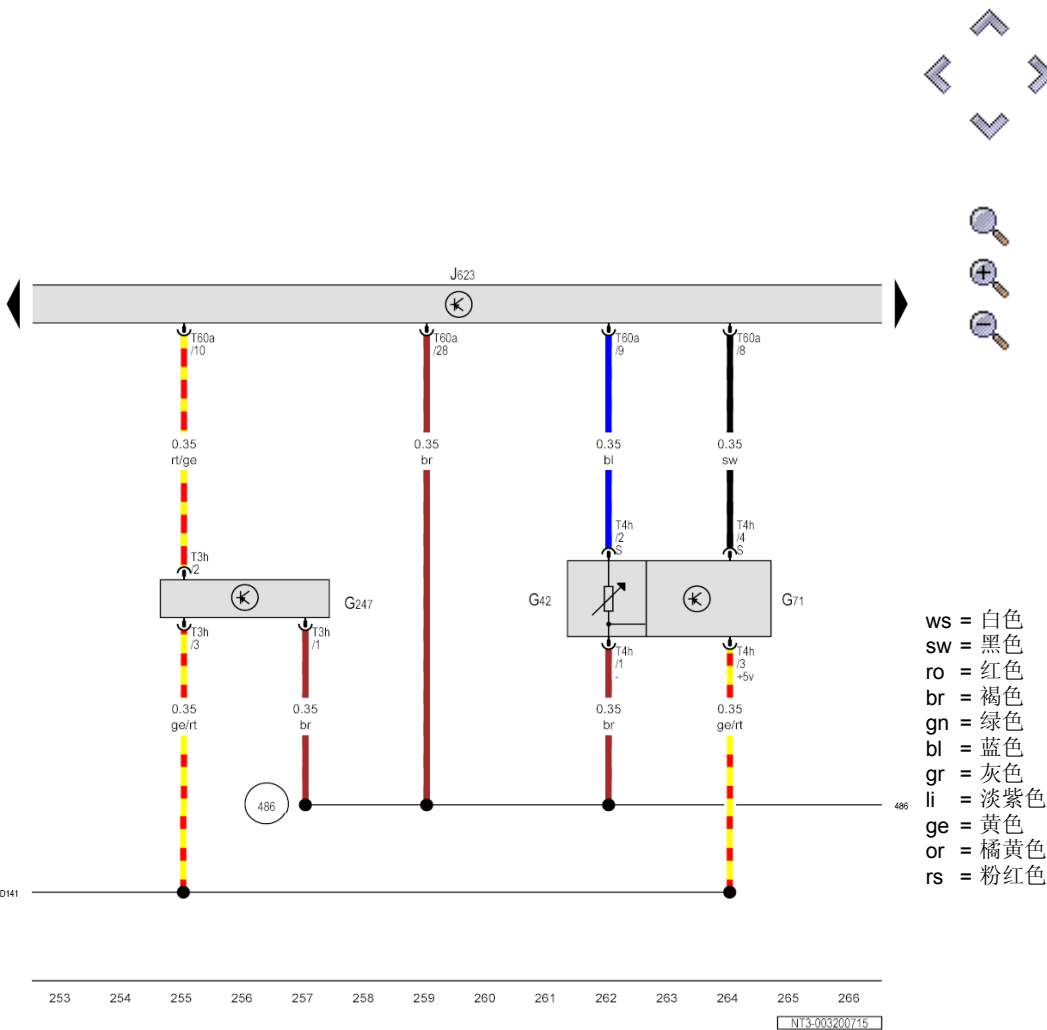 J623
T60a
/10
T60a
/28
T60a
/9
T60a
/8
0.35
rt/ge
0.35
br
0.35
bl
0.35
sw
T3h
/2
T4h
/2
S
T4h
/4
S
G247
G42
G71
T3h
/3
T3h
/1
T4h
/1
-
T4h
/3
+5v
0.35
ge/rt
0.35
br
0.35
br
0.35
ge/rt
486
486
D141
253 254 255 256 257 258 259 260 261 262 263 264 265 266
NT3-003200715
ws = 白色
sw = 黑色
ro = 红色
br = 褐色
gn = 绿色
bl = 蓝色
gr = 灰色
li = 淡紫色
ge = 黄色
or = 橘黄色
rs = 粉红色